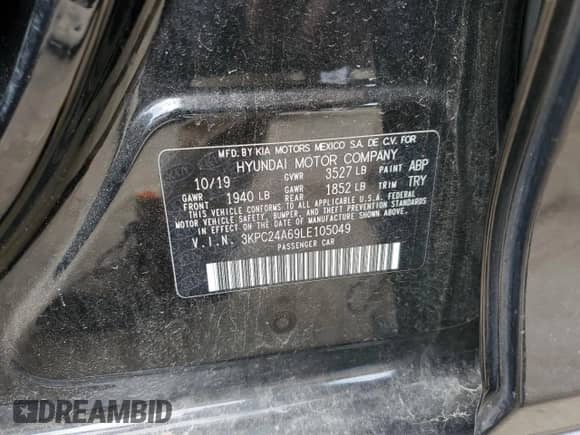 MFD. BY KIA MOTORS MEXICO S.A. DE C.V. FOR
HYUNDAI MOTOR COMPANY
10/19 GVWR 3527 LB PAINT ABP
GAWR FRONT 1940 LB GAWR REAR 1852 LB TRIM TRY
THIS VEHICLE CONFORMS TO ALL APPLICABLE U.S.A. FEDERAL
MOTOR VEHICLE SAFETY, BUMPER, AND THEFT PREVENTION STANDARDS
IN EFFECT ON THE DATE OF MANUFACTURE SHOWN ABOVE.
V.I.N. 3KPC24A69LE105049
PASSENGER CAR
DREAMBID